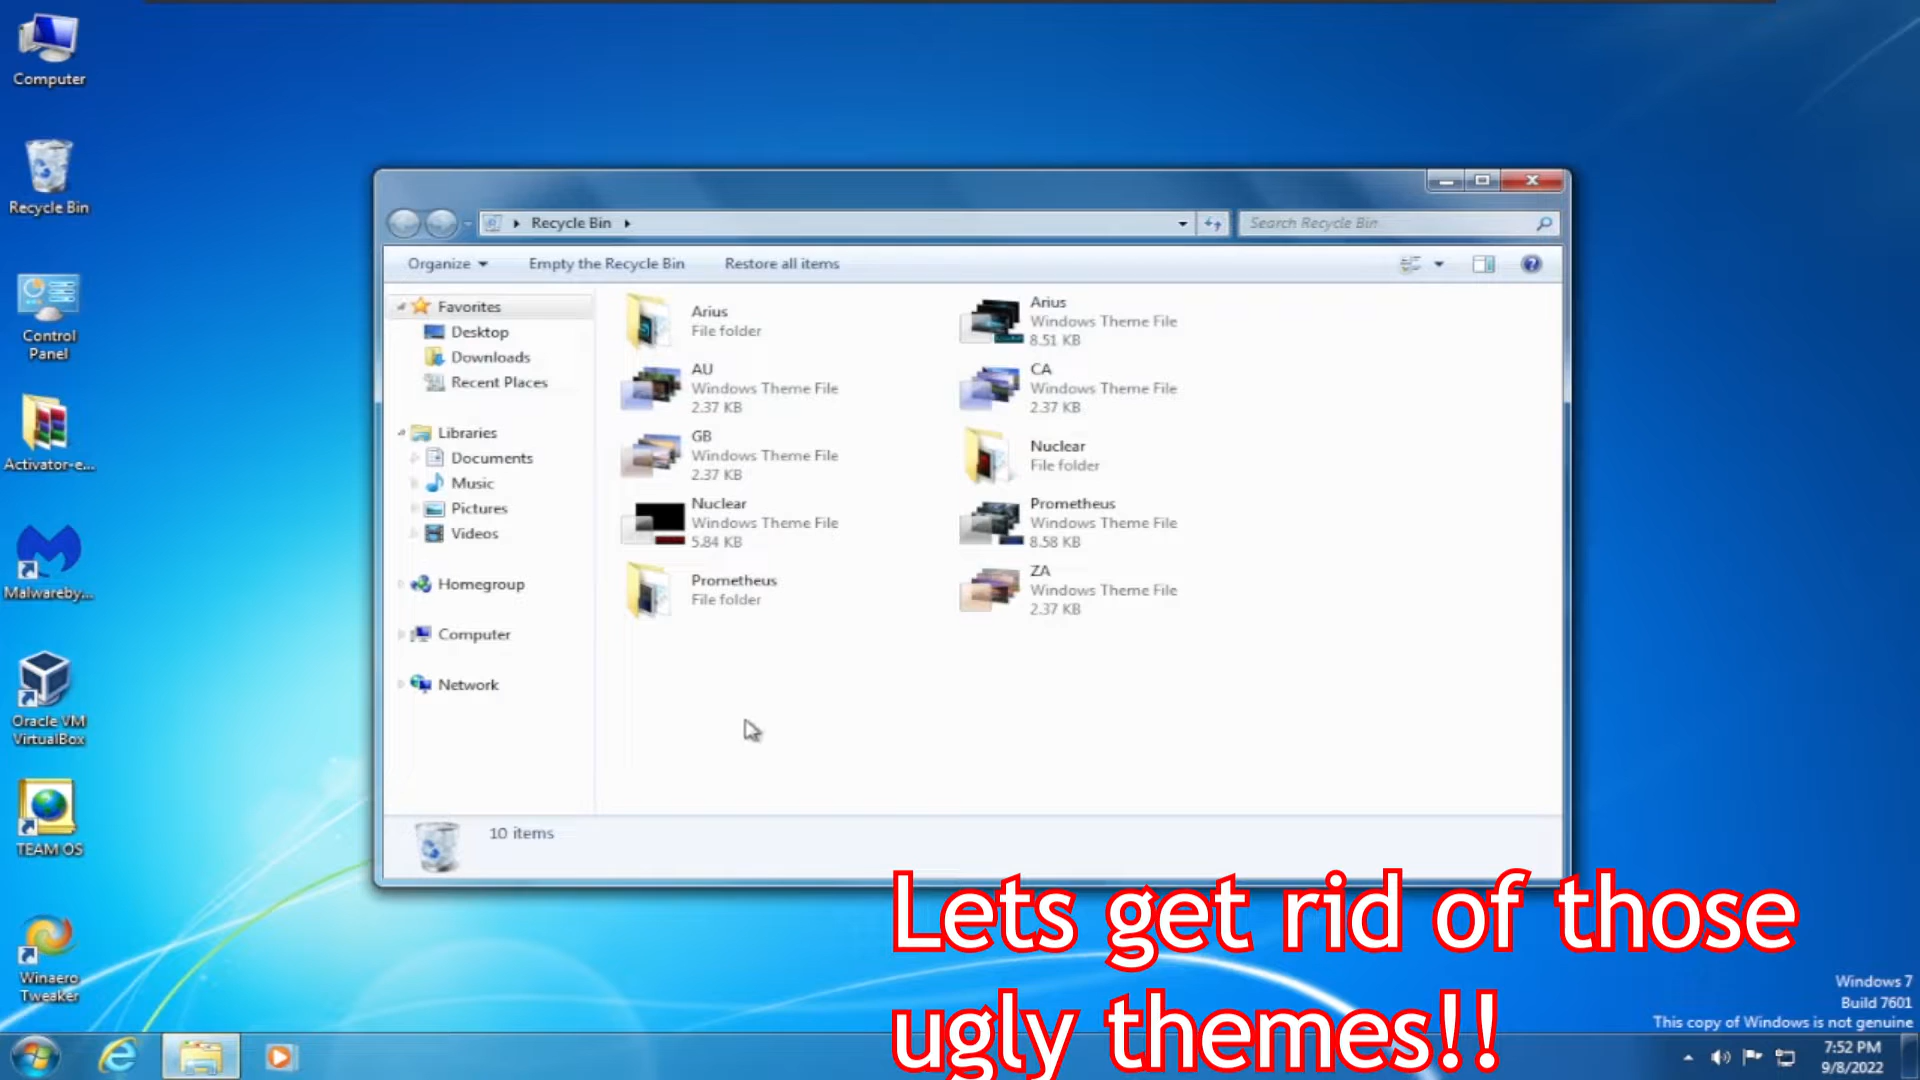 Computer
Recycle Bin
Control
Panel
Activator-e...
Malwareby...
Oracle VM
VirtualBox
TEAM OS
Winaero
Tweaker
Recycle Bin
Search Recycle Bin
Organize
Empty the Recycle Bin
Restore all items
Favorites
Desktop
Downloads
Recent Places
Libraries
Documents
Music
Pictures
Videos
Homegroup
Computer
Network
Arius
File folder
Arius
Windows Theme File
8.51 KB
AU
Windows Theme File
2.37 KB
CA
Windows Theme File
2.37 KB
GB
Windows Theme File
2.37 KB
Nuclear
File folder
Nuclear
Windows Theme File
5.84 KB
Prometheus
Windows Theme File
8.58 KB
Prometheus
File folder
ZA
Windows Theme File
2.37 KB
10 items
Lets get rid of those
ugly themes!!
Windows 7
Build 7601
This copy of Windows is not genuine
7:52 PM
9/8/2022